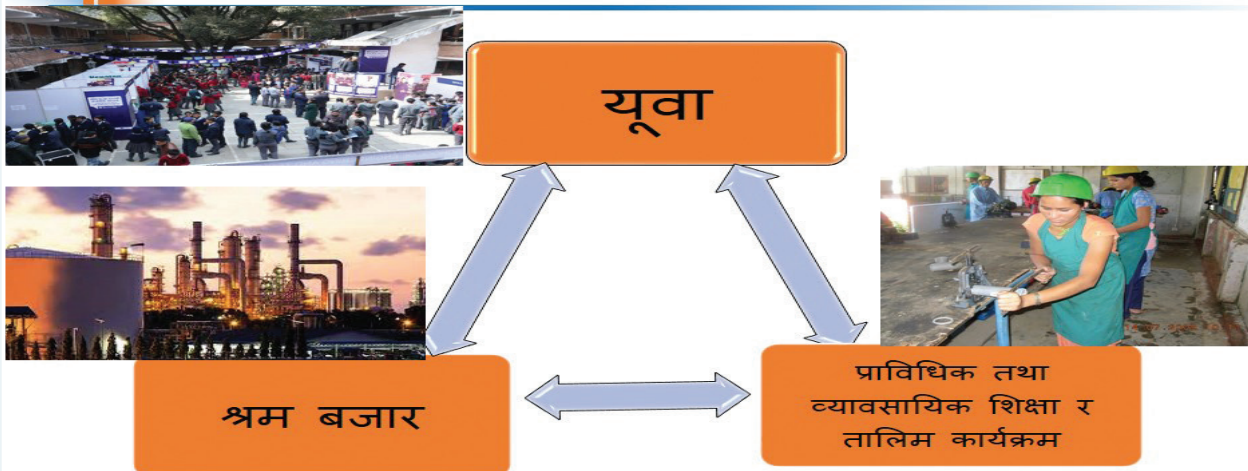 यूवा
श्रम बजार
प्राविधिक तथा
व्यावसायिक शिक्षा र
तालिम कार्यक्रम